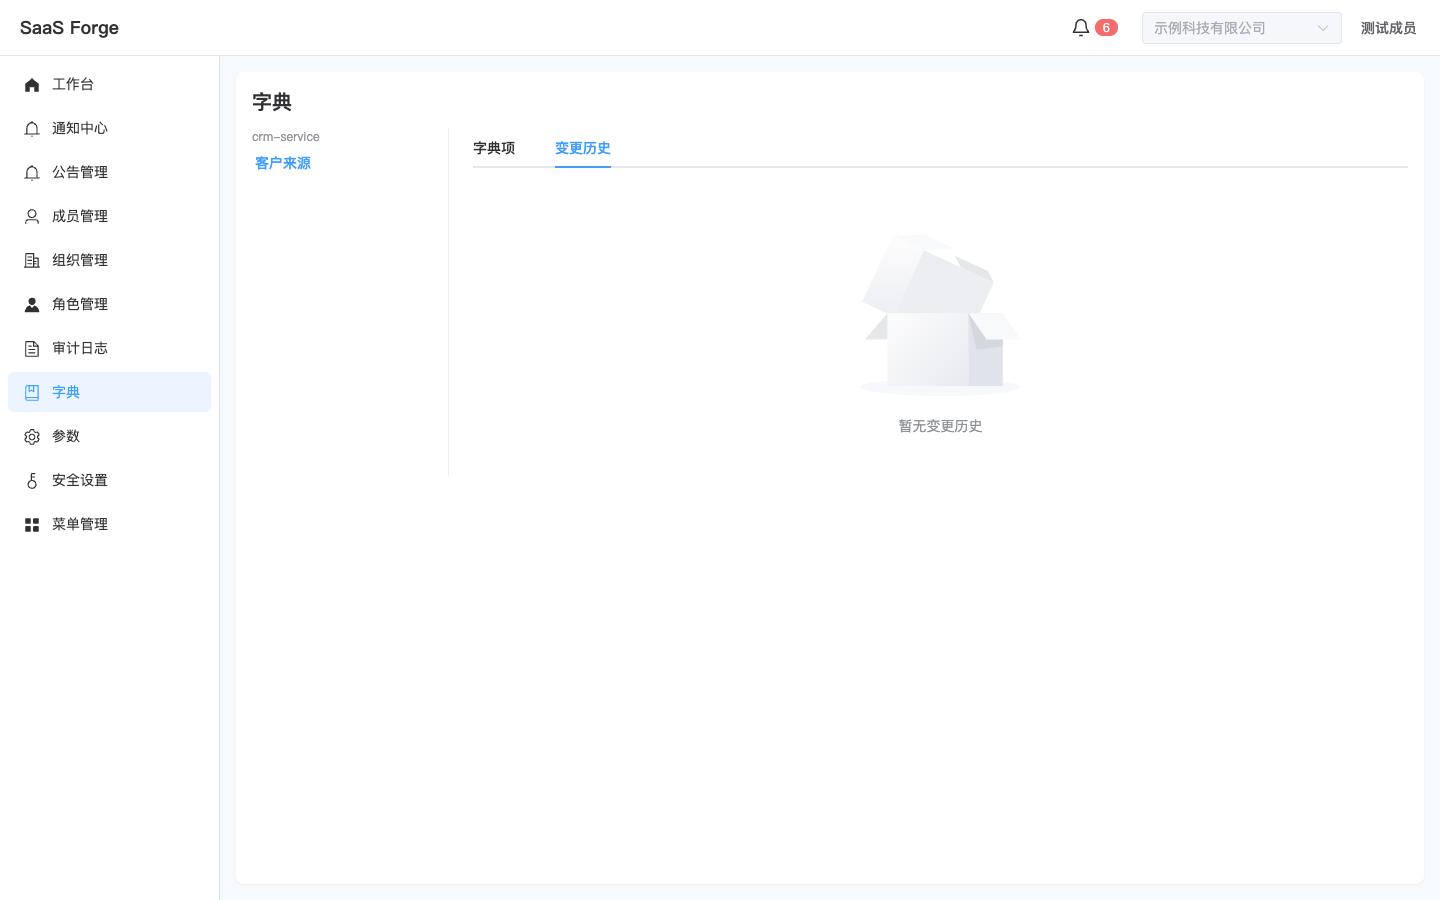 SaaS Forge
6
示例科技有限公司
测试成员
工作台
通知中心
公告管理
成员管理
组织管理
角色管理
审计日志
字典
参数
安全设置
菜单管理
字典
crm-service
客户来源
字典项
变更历史
暂无变更历史